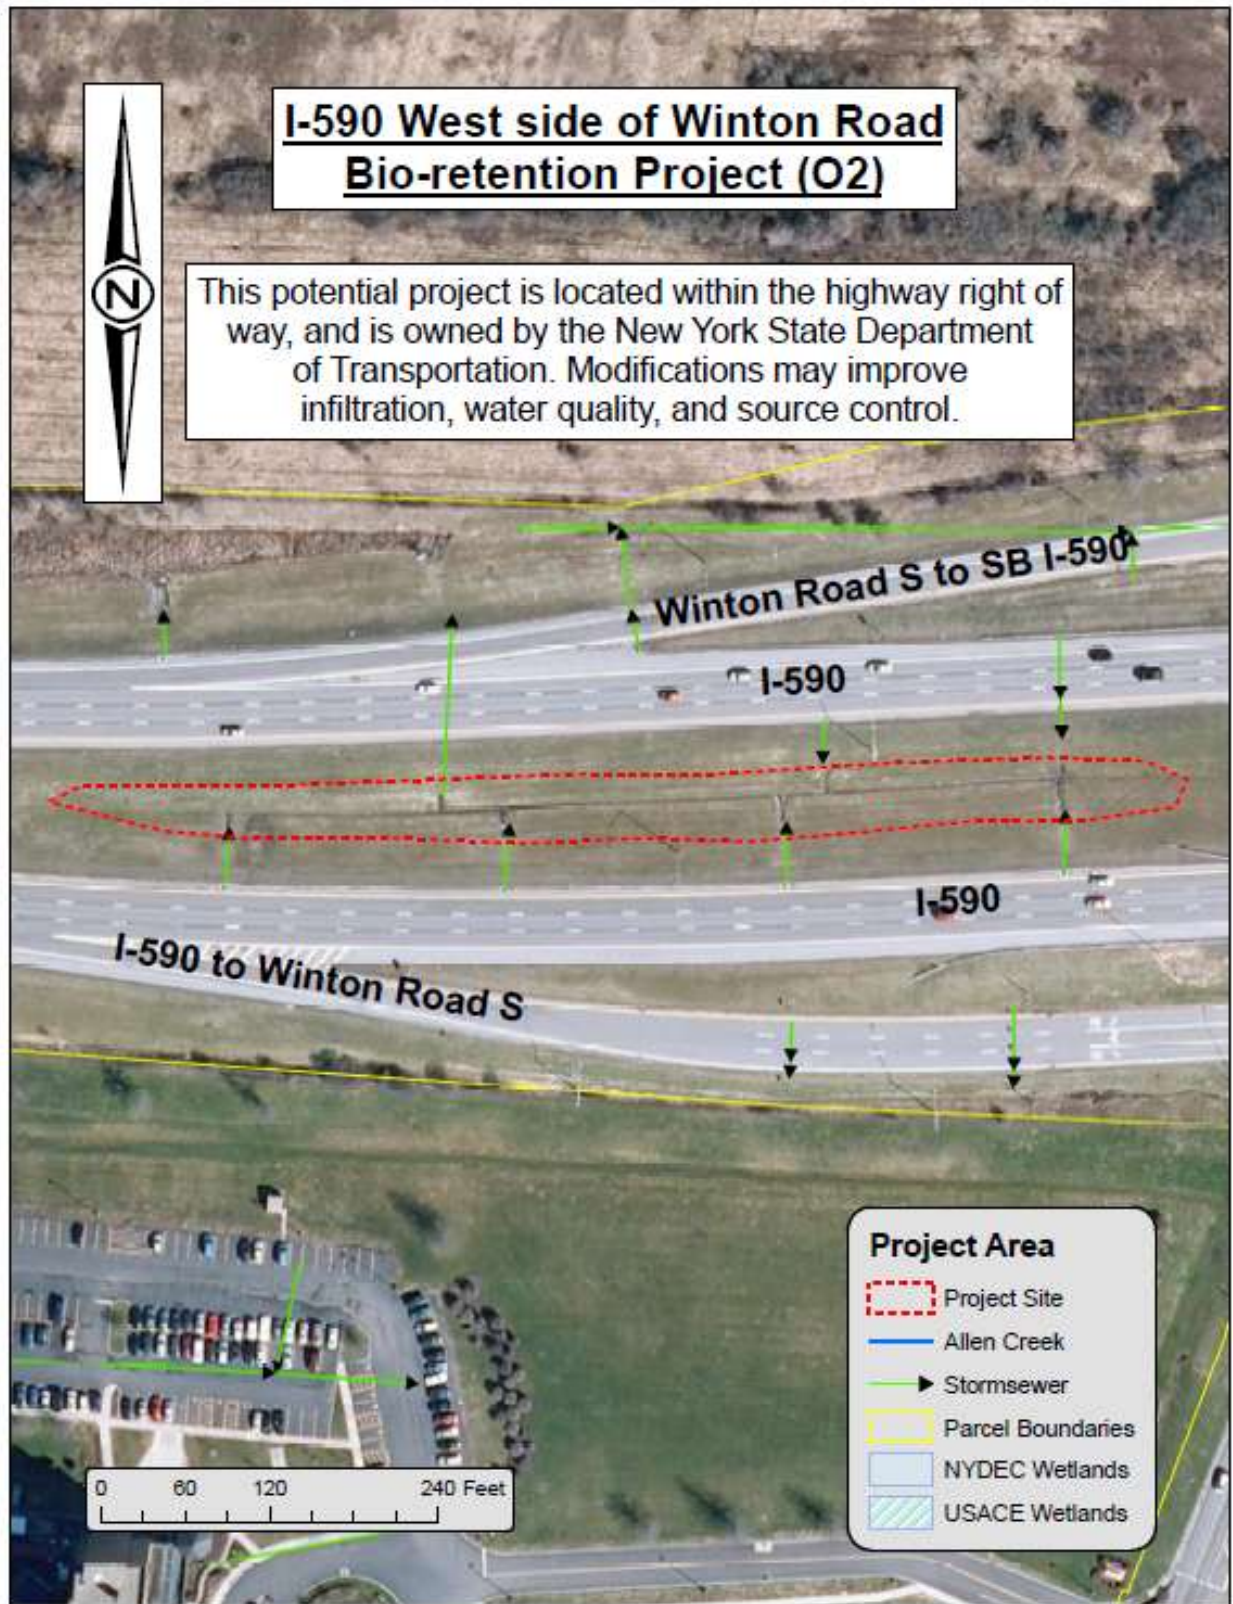 I-590 West side of Winton Road
Bio-retention Project (O2)
N
This potential project is located within the highway right of
way, and is owned by the New York State Department
of Transportation. Modifications may improve
infiltration, water quality, and source control.
Winton Road S to SB I-590
I-590
I-590
I-590 to Winton Road S
Project Area
Project Site
Allen Creek
Stormsewer
Parcel Boundaries
NYDEC Wetlands
USACE Wetlands
0 60 120 240 Feet